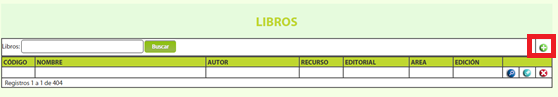 LIBROS
Libros: Buscar
CÓDIGO NOMBRE AUTOR RECURSO EDITORIAL AREA EDICIÓN
Registros 1 a 1 de 404